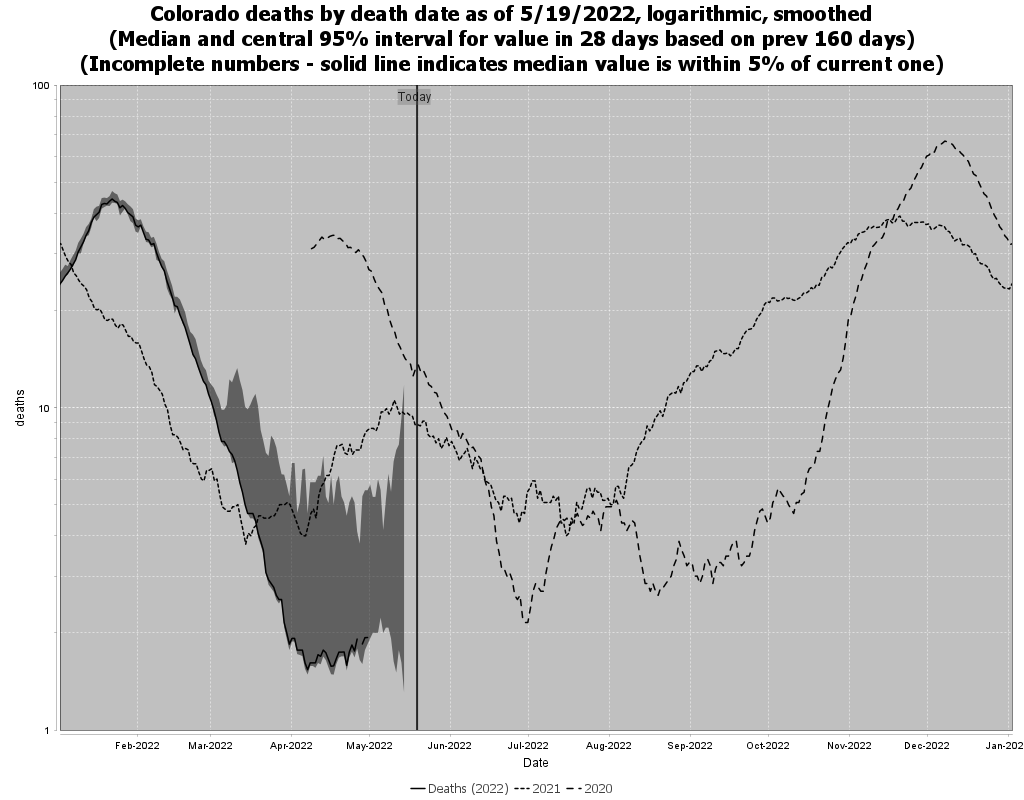 Colorado deaths by death date as of 5/19/2022, logarithmic, smoothed
(Median and central 95% interval for value in 28 days based on prev 160 days)
(Incomplete numbers - solid line indicates median value is within 5% of current one)
100
Today
10
deaths
1
Feb-2022 Mar-2022 Apr-2022 May-2022 Jun-2022 Jul-2022 Aug-2022 Sep-2022 Oct-2022 Nov-2022 Dec-2022 Jan-202
Date
Deaths (2022) 2021 2020